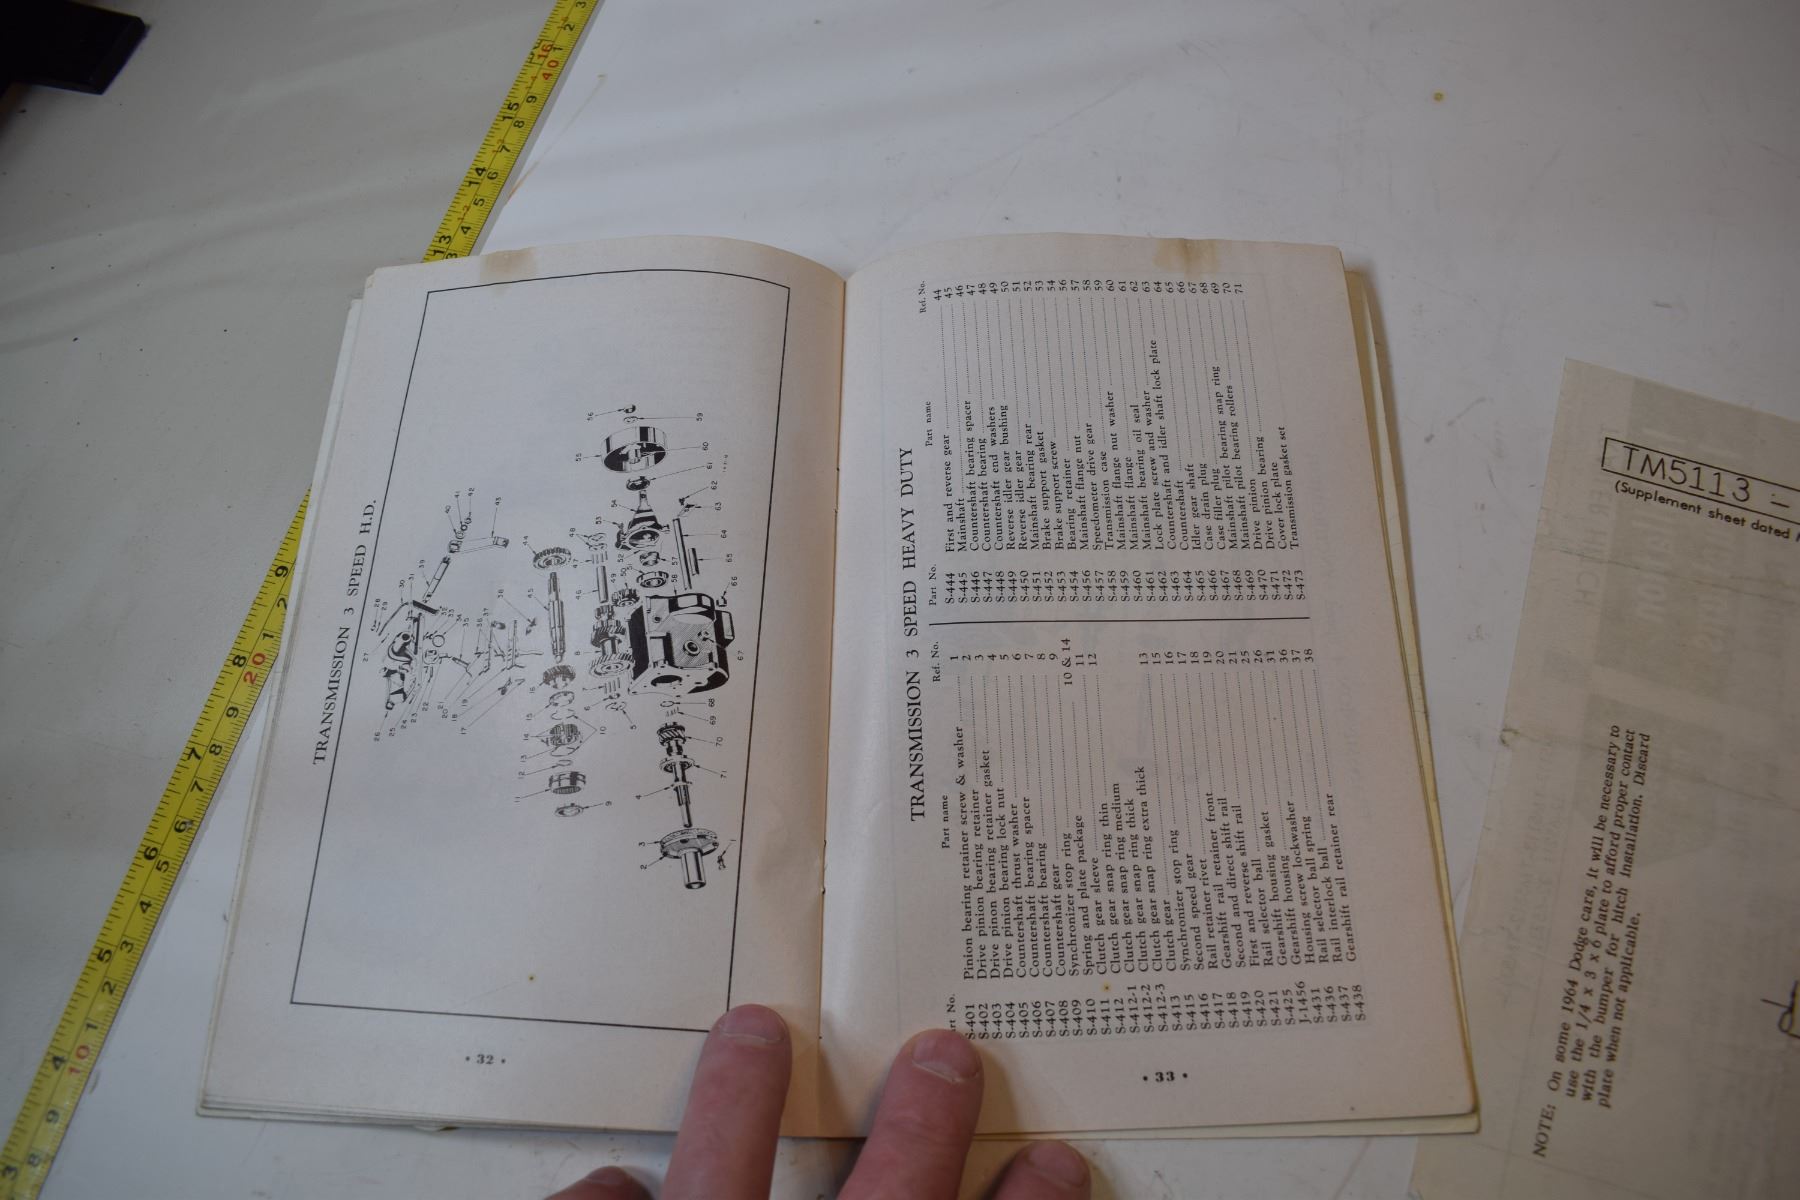 TRANSMISSION 3 SPEED H.D.
• 32 •
TRANSMISSION 3 SPEED HEAVY DUTY
Part No. Part name Ref. No.
S-401 Pinion bearing retainer screw & washer 1
S-402 Drive pinion bearing retainer 2
S-403 Drive pinon bearing retainer gasket 3
S-404 Drive pinion bearing lock nut 4
S-405 Countershaft thrust washer 5
S-406 Countershaft bearing spacer 6
S-407 Countershaft bearing 7
S-408 Countershaft gear 8
S-409 Synchronizer stop ring 9
S-410 Spring and plate package 10 & 14
S-411 Clutch gear sleeve 11
S-412 Clutch gear snap ring thin 12
S-412-1 Clutch gear snap ring medium
S-412-2 Clutch gear snap ring thick
S-412-3 Clutch gear snap ring extra thick
S-413 Clutch gear 13
S-415 Synchronizer stop ring 15
S-416 Second speed gear 16
S-417 Rail retainer rivet 17
S-418 Gearshift rail retainer front 18
S-419 Second and direct shift rail 19
S-420 First and reverse shift rail 20
S-421 Rail selector ball 21
S-425 Gearshift housing gasket 25
J-1456 Gearshift housing 26
S-431 Housing screw lockwasher 31
S-436 Rail selector ball spring 36
S-437 Rail interlock ball 37
S-438 Gearshift rail retainer rear 38
Part No. Part name Ref. No.
S-444 First and reverse gear 44
S-445 Mainshaft 45
S-446 Countershaft bearing spacer 46
S-447 Countershaft bearing 47
S-448 Countershaft end washers 48
S-449 Reverse idler gear bushing 49
S-450 Reverse idler gear 50
S-451 Mainshaft bearing rear 51
S-452 Brake support gasket 52
S-453 Brake support screw 53
S-454 Bearing retainer 54
S-456 Mainshaft flange nut 56
S-457 Speedometer drive gear 57
S-458 Transmission case 58
S-459 Mainshaft flange nut washer 59
S-460 Mainshaft flange 60
S-461 Mainshaft bearing oil seal 61
S-462 Lock plate screw and washer 62
S-463 Countershaft and idler shaft lock plate 63
S-464 Countershaft 64
S-465 Idler gear shaft 65
S-466 Case drain plug 66
S-467 Case filler plug 67
S-468 Mainshaft pilot bearing snap ring 68
S-469 Mainshaft pilot bearing rollers 69
S-470 Drive pinion 70
S-471 Drive pinion bearing 71
S-472 Cover lock plate
S-473 Transmission gasket set
• 33 •
TM5113 -
(Supplement sheet dated
NOTE: On some 1964 Dodge cars, it will be necessary to
use the 1/4 x 3 x 6 plate to afford proper contact
with the bumper for hitch installation. Discard
plate when not applicable.